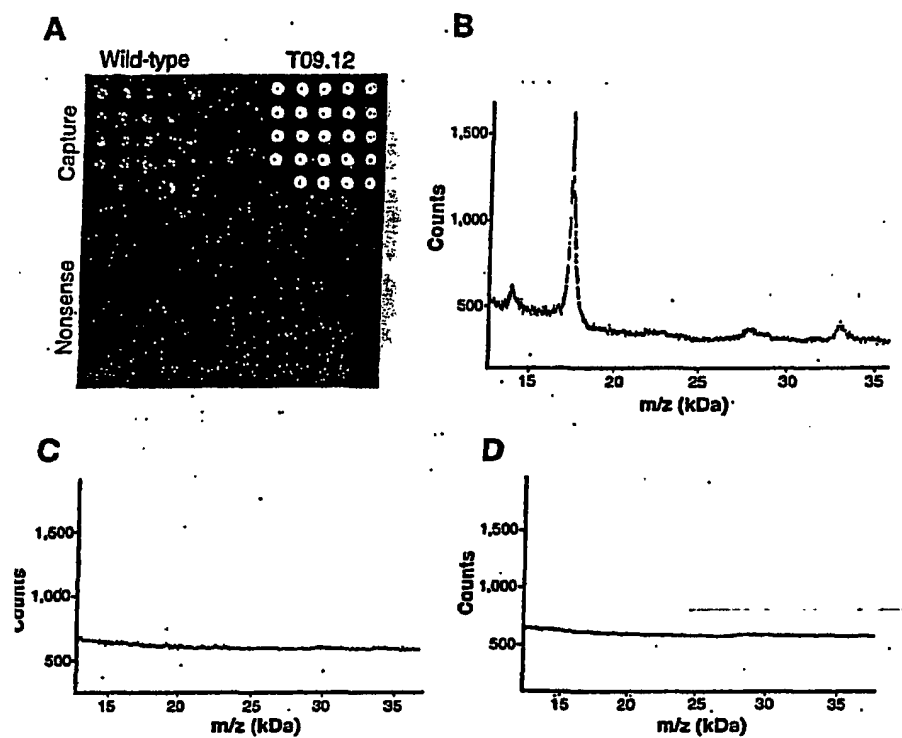 A
Wild-type T09.12
Capture
Nonsense
B
1,500
1,000
500
Counts
15 20 25 30 35
m/z (kDa)
C
1,500
1,000
500
Counts
15 20 25 30 35
m/z (kDa)
D
1,500
1,000
500
Counts
15 20 25 30 35
m/z (kDa)